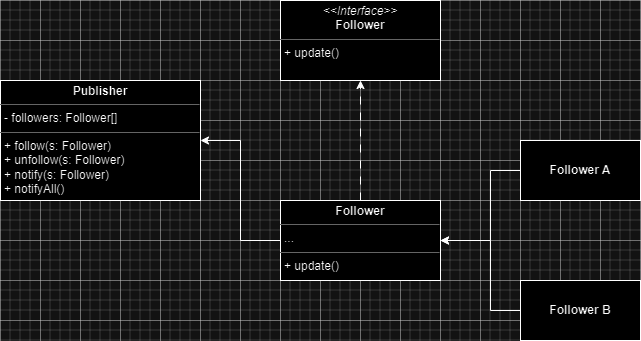 <<Interface>>
Follower
+ update()
Publisher
- followers: Follower[]
+ follow(s: Follower)
+ unfollow(s: Follower)
+ notify(s: Follower)
+ notifyAll()
Follower
...
+ update()
Follower A
Follower B